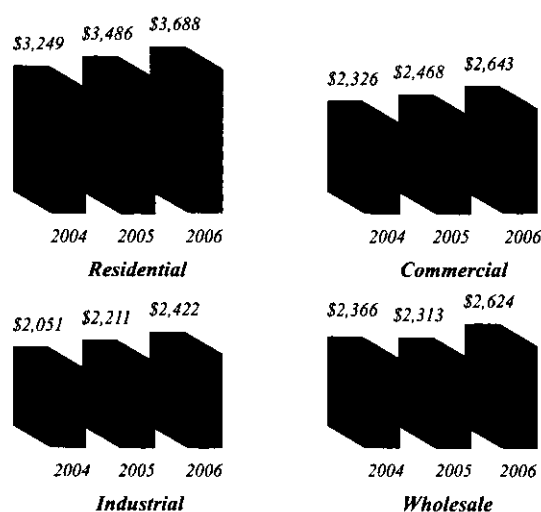 $3,249 $3,486 $3,688
2004 2005 2006
Residential
$2,326 $2,468 $2,643
2004 2005 2006
Commercial
$2,051 $2,211 $2,422
2004 2005 2006
Industrial
$2,366 $2,313 $2,624
2004 2005 2006
Wholesale